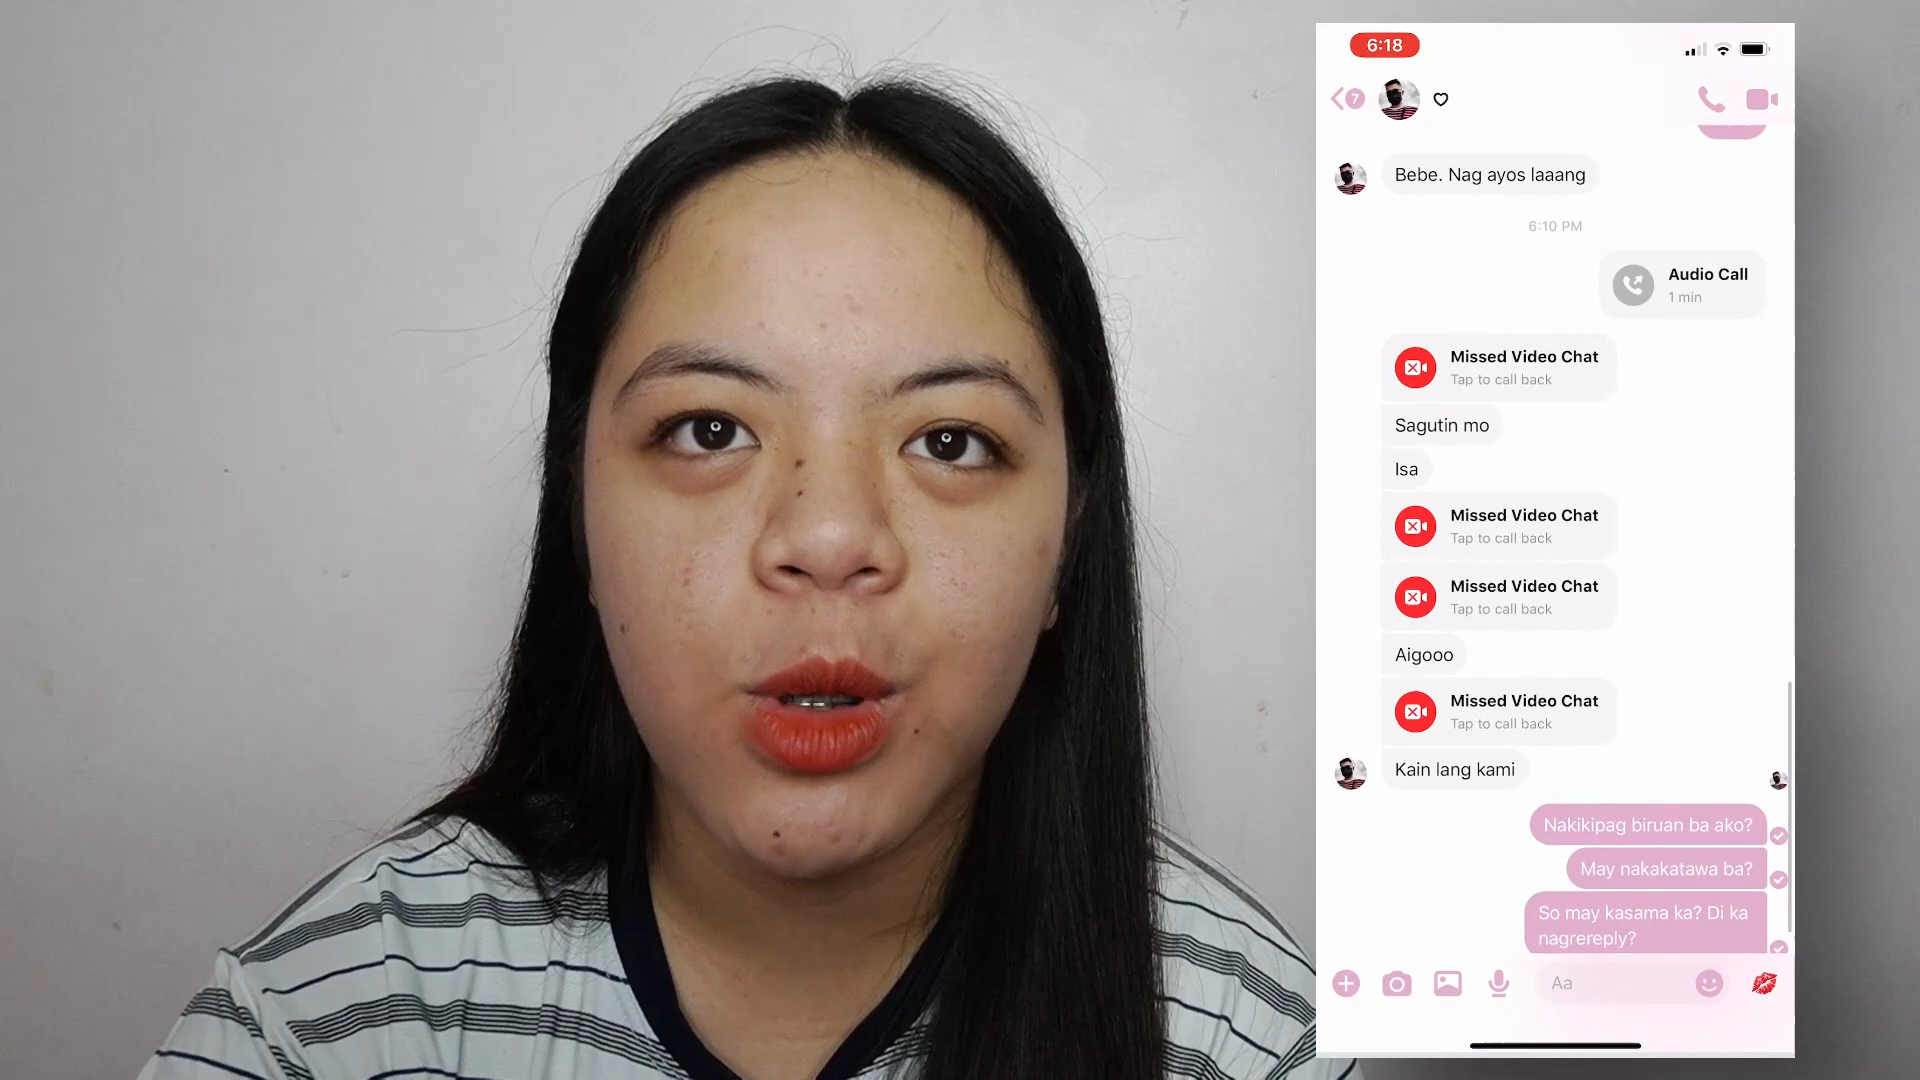 6:18
7
Bebe. Nag ayos laaang
6:10 PM
Audio Call
1 min
Missed Video Chat
Tap to call back
Sagutin mo
Isa
Missed Video Chat
Tap to call back
Missed Video Chat
Tap to call back
Aigooo
Missed Video Chat
Tap to call back
Kain lang kami
Nakikipag biruan ba ako?
May nakakatawa ba?
So may kasama ka? Di ka
nagrereply?
Aa